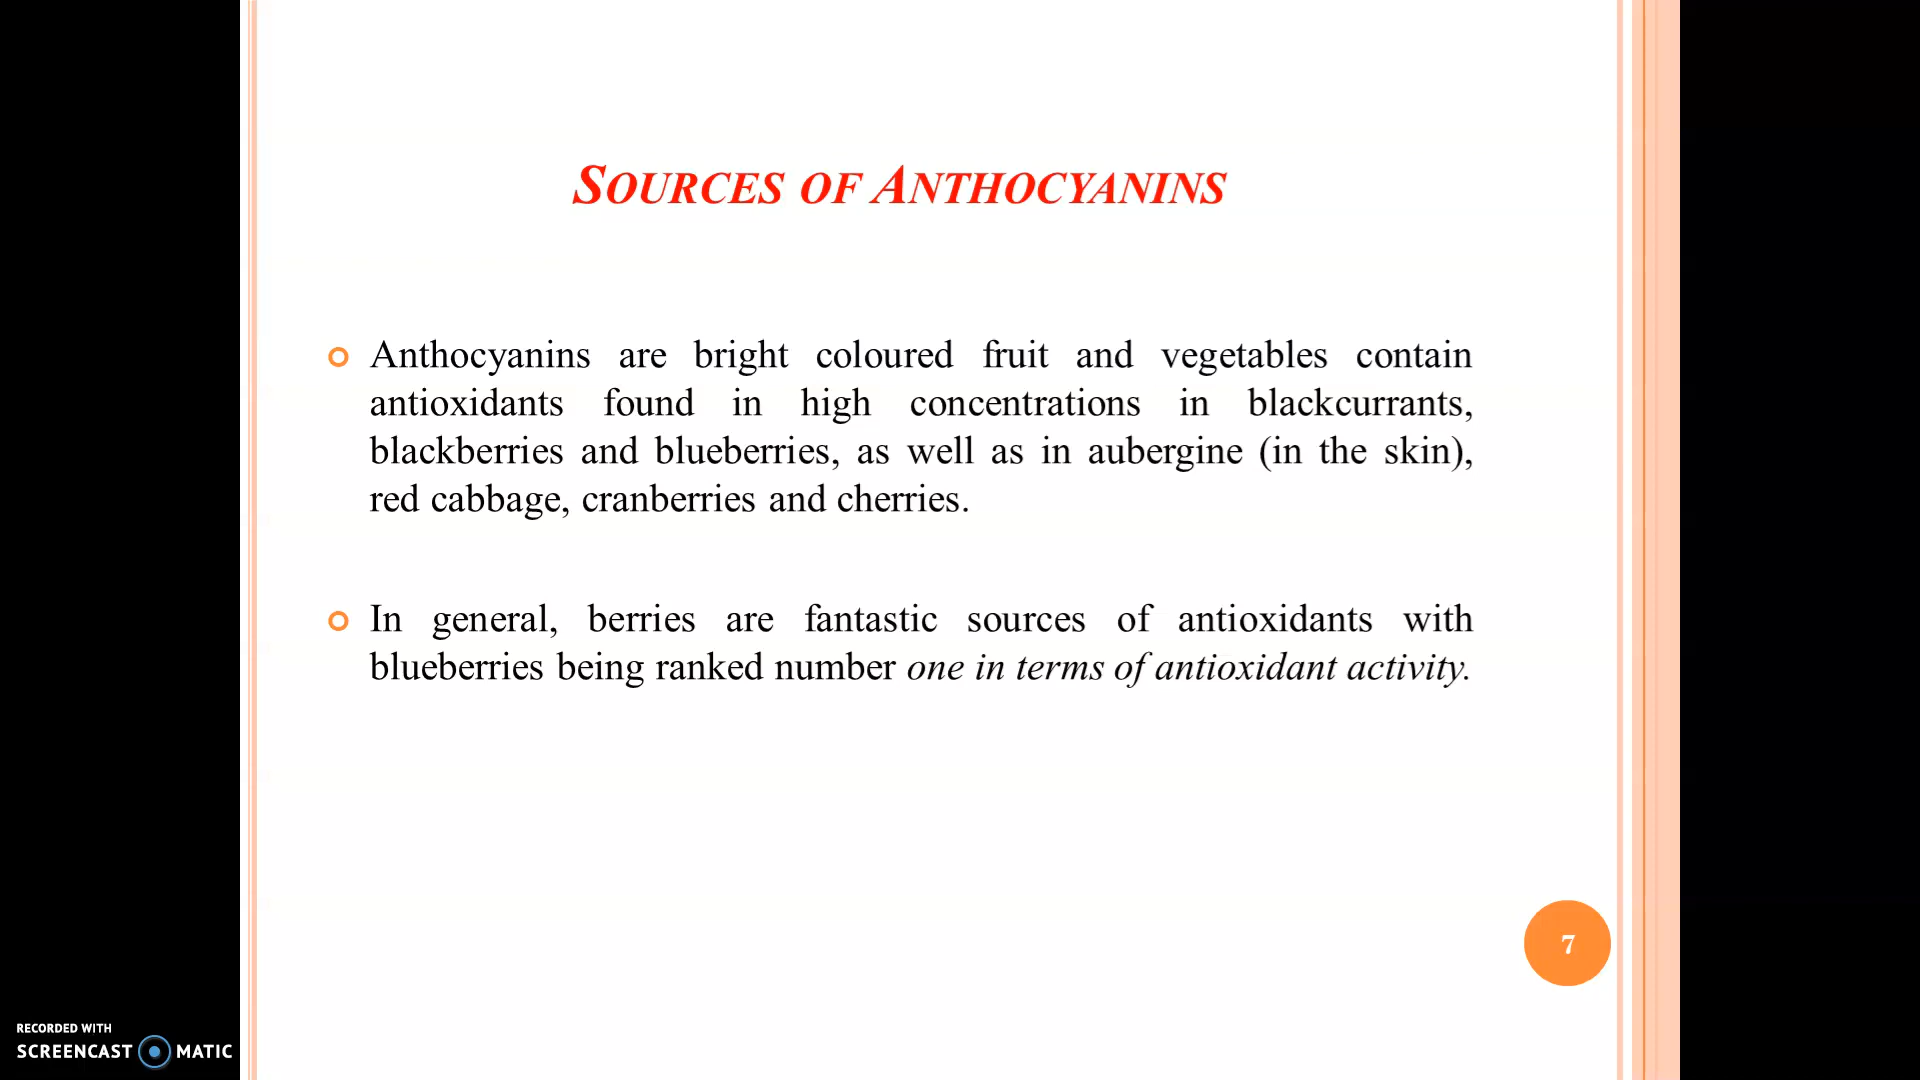 SOURCES OF ANTHOCYANINS
Anthocyanins are bright coloured fruit and vegetables contain
antioxidants found in high concentrations in blackcurrants,
blackberries and blueberries, as well as in aubergine (in the skin),
red cabbage, cranberries and cherries.
In general, berries are fantastic sources of antioxidants with
blueberries being ranked number one in terms of antioxidant activity.
7
RECORDED WITH
SCREENCAST MATIC